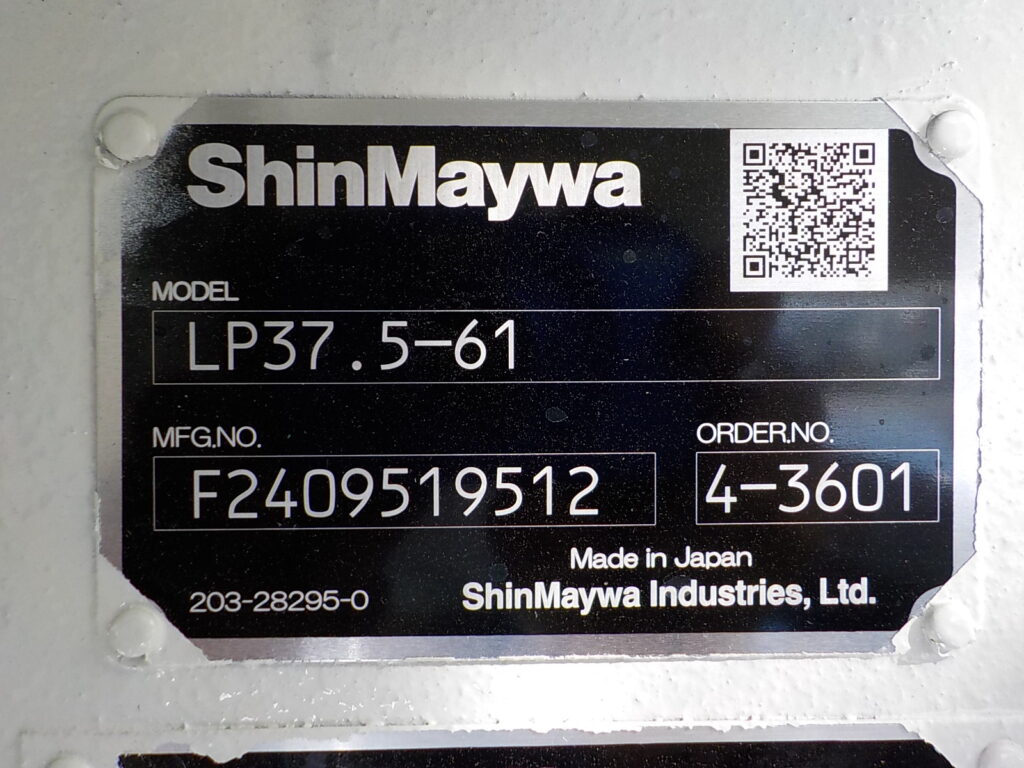 ShinMaywa
MODEL
LP37.5-61
MFG.NO.
F2409519512
ORDER.NO.
4-3601
Made in Japan
203-28295-0
ShinMaywa Industries, Ltd.